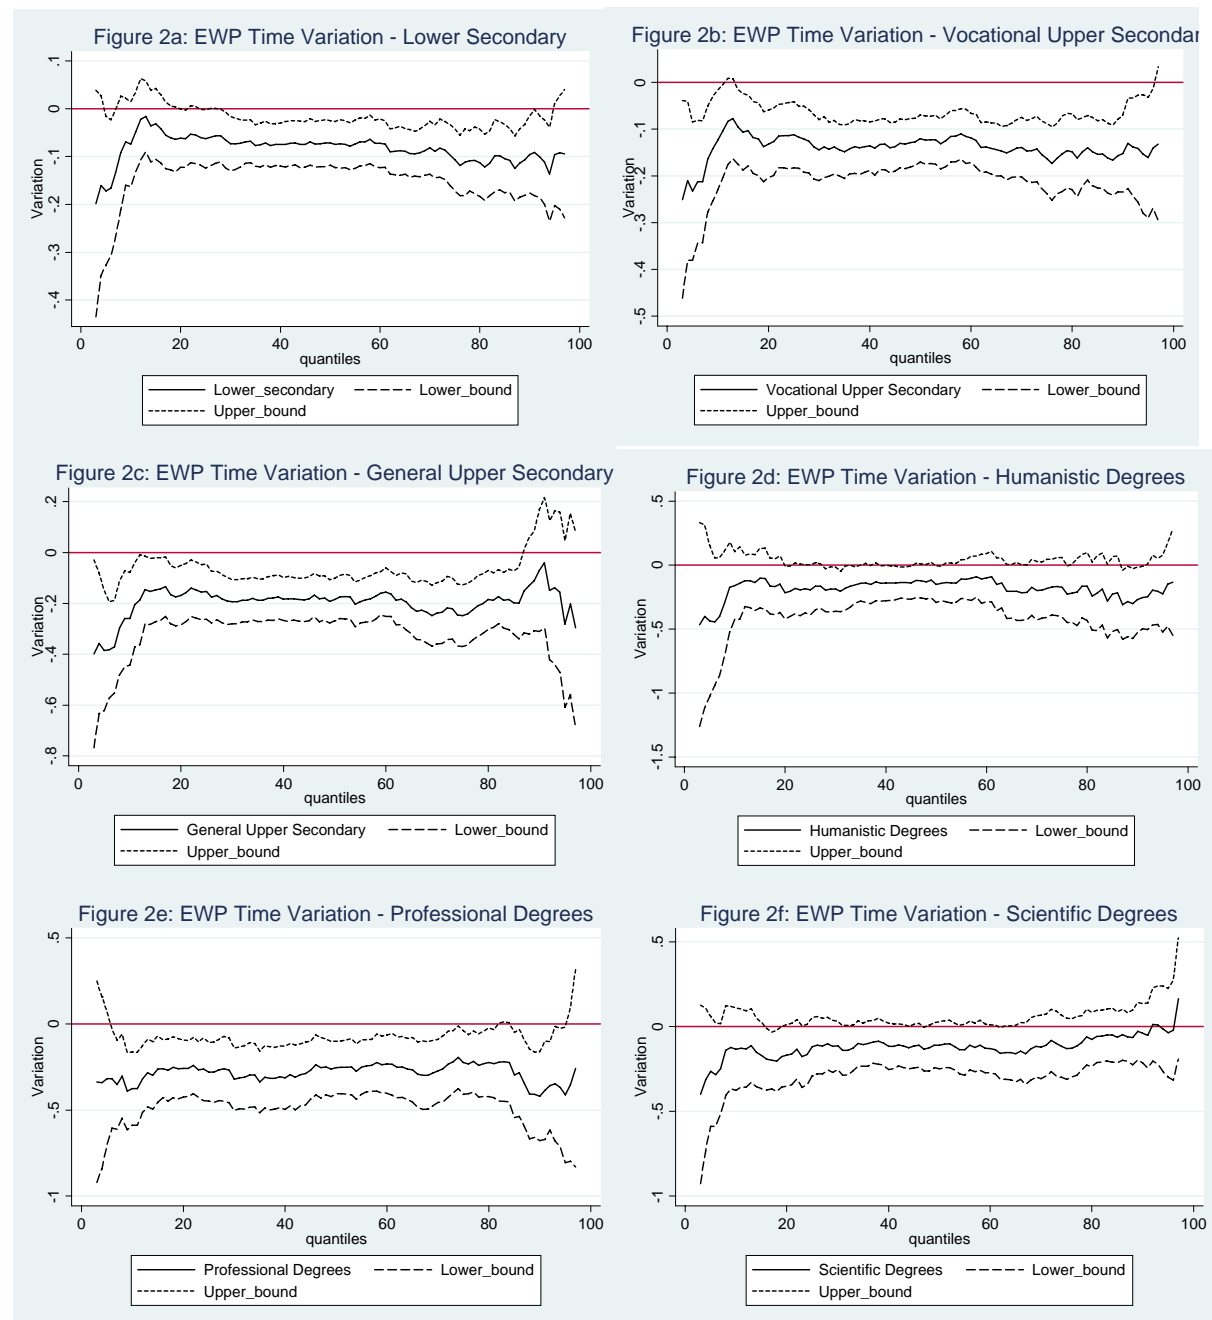 Figure 2a: EWP Time Variation - Lower Secondary
Variation
.1
0
-.1
-.2
-.3
-.4
0 20 40 60 80 100
quantiles
Lower_secondary Lower_bound
Upper_bound
Figure 2b: EWP Time Variation - Vocational Upper Secondar
Variation
0
-.1
-.2
-.3
-.4
-.5
0 20 40 60 80 100
quantiles
Vocational Upper Secondary Lower_bound
Upper_bound
Figure 2c: EWP Time Variation - General Upper Secondary
Variation
.2
0
-.2
-.4
-.6
-.8
0 20 40 60 80 100
quantiles
General Upper Secondary Lower_bound
Upper_bound
Figure 2d: EWP Time Variation - Humanistic Degrees
Variation
.5
0
-.5
-1
-1.5
0 20 40 60 80 100
quantiles
Humanistic Degrees Lower_bound
Upper_bound
Figure 2e: EWP Time Variation - Professional Degrees
Variation
.5
0
-.5
-1
0 20 40 60 80 100
quantiles
Professional Degrees Lower_bound
Upper_bound
Figure 2f: EWP Time Variation - Scientific Degrees
Variation
.5
0
-.5
-1
0 20 40 60 80 100
quantiles
Scientific Degrees Lower_bound
Upper_bound